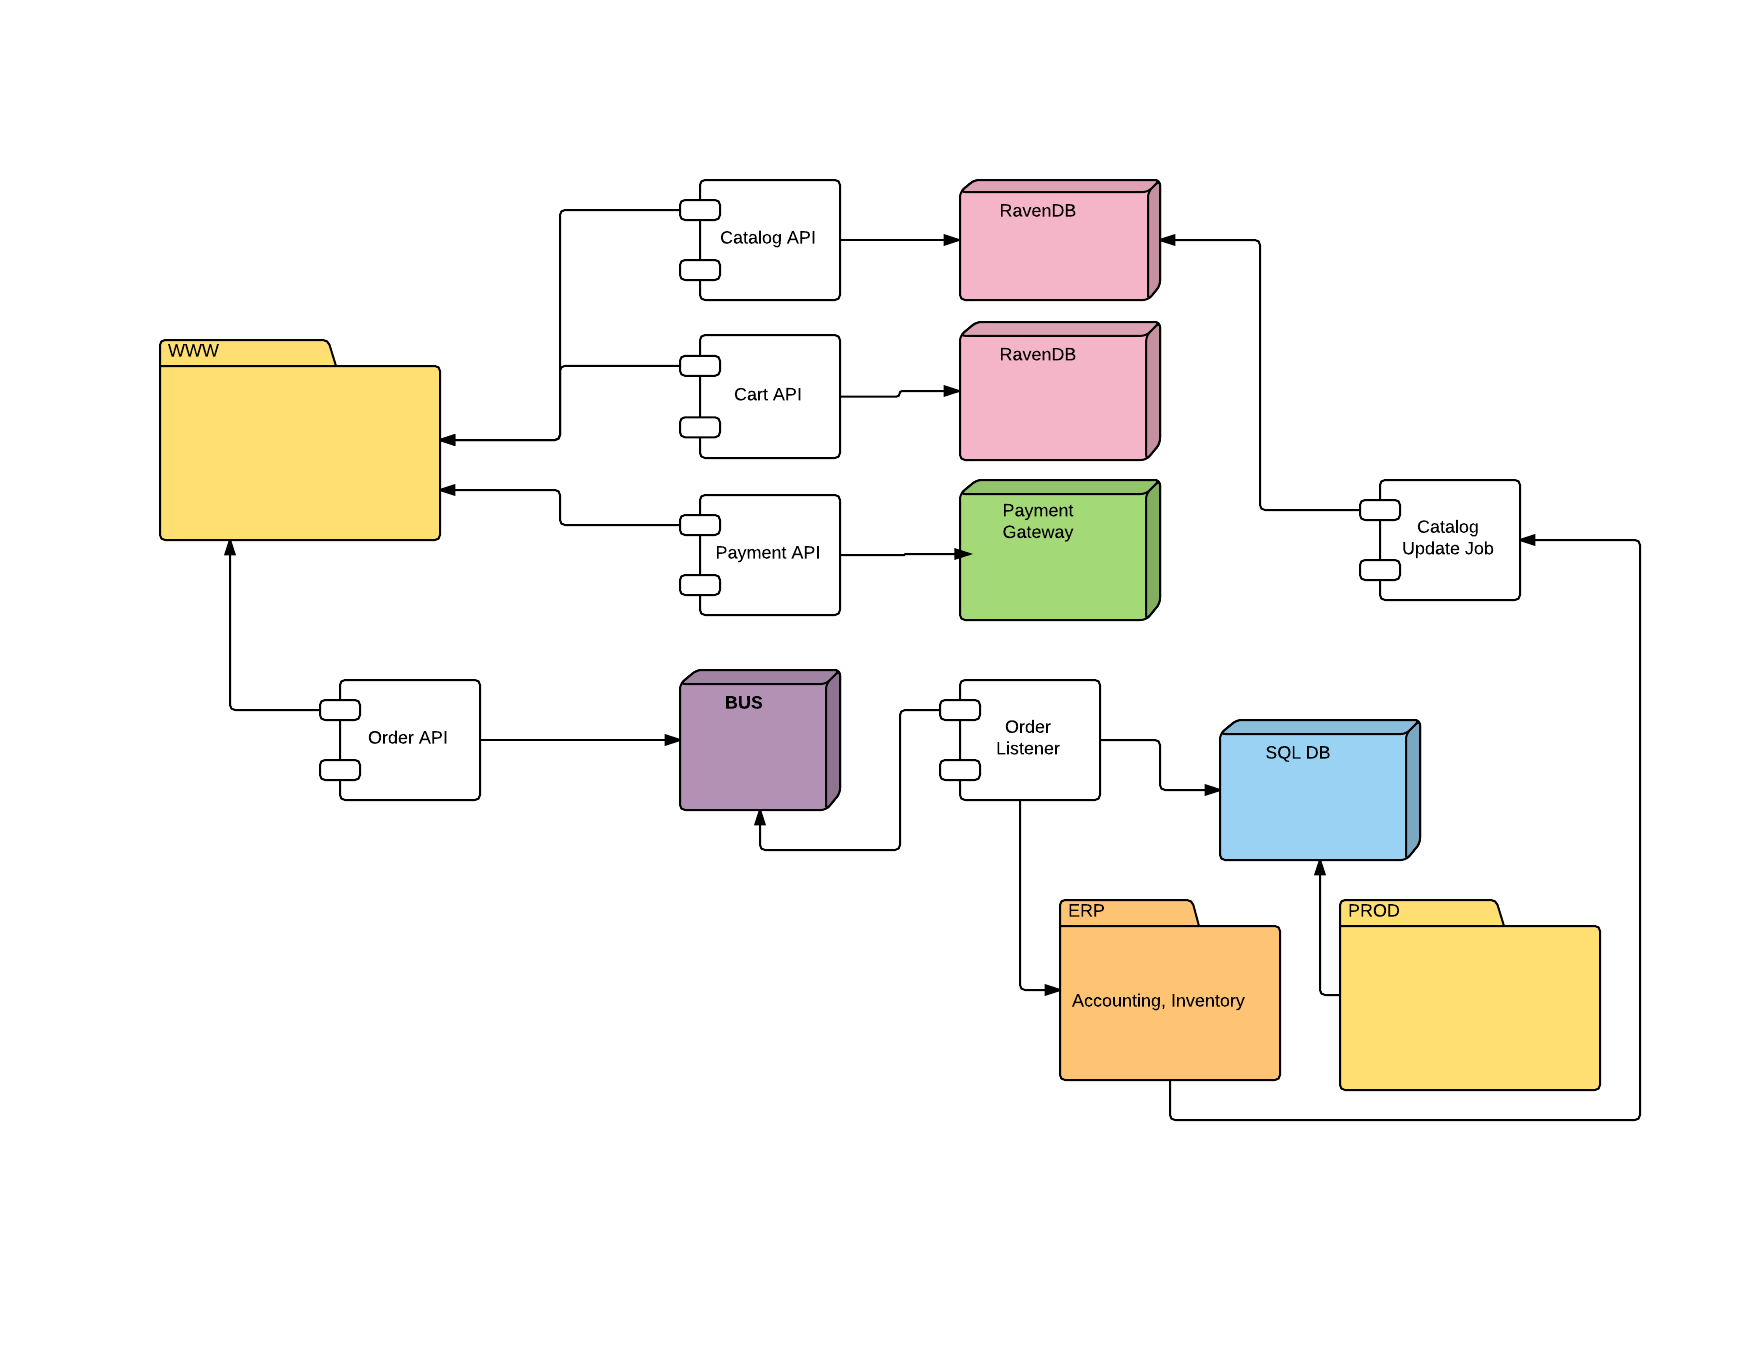 Catalog API
RavenDB
WWW
Cart API
RavenDB
Payment API
Payment
Gateway
Catalog
Update Job
Order API
BUS
Order
Listener
SQL DB
ERP
Accounting, Inventory
PROD